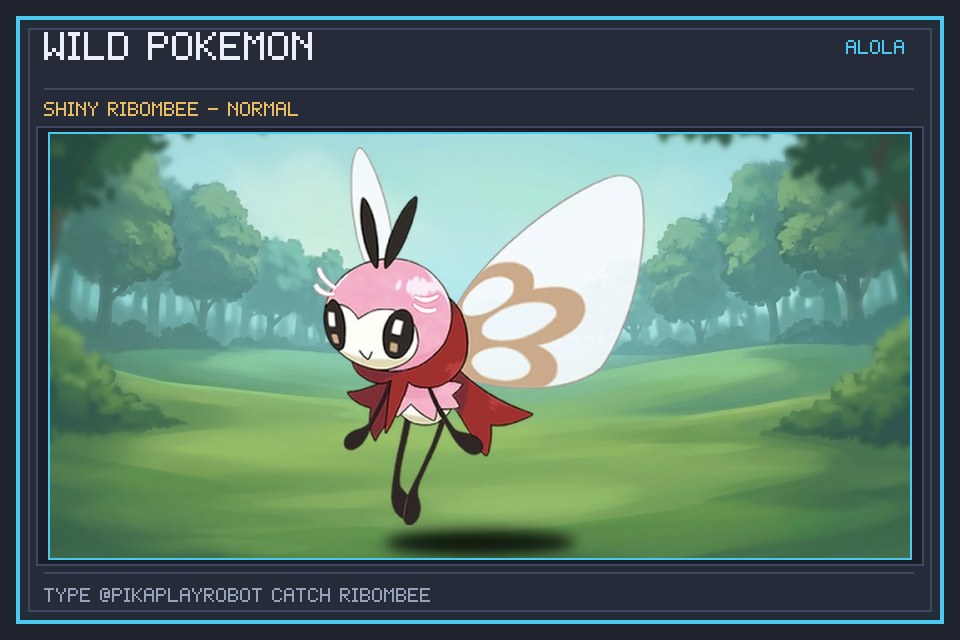 WILD POKEMON
ALOLA
SHINY RIBOMBEE - NORMAL
TYPE @PIKAPLAYROBOT CATCH RIBOMBEE